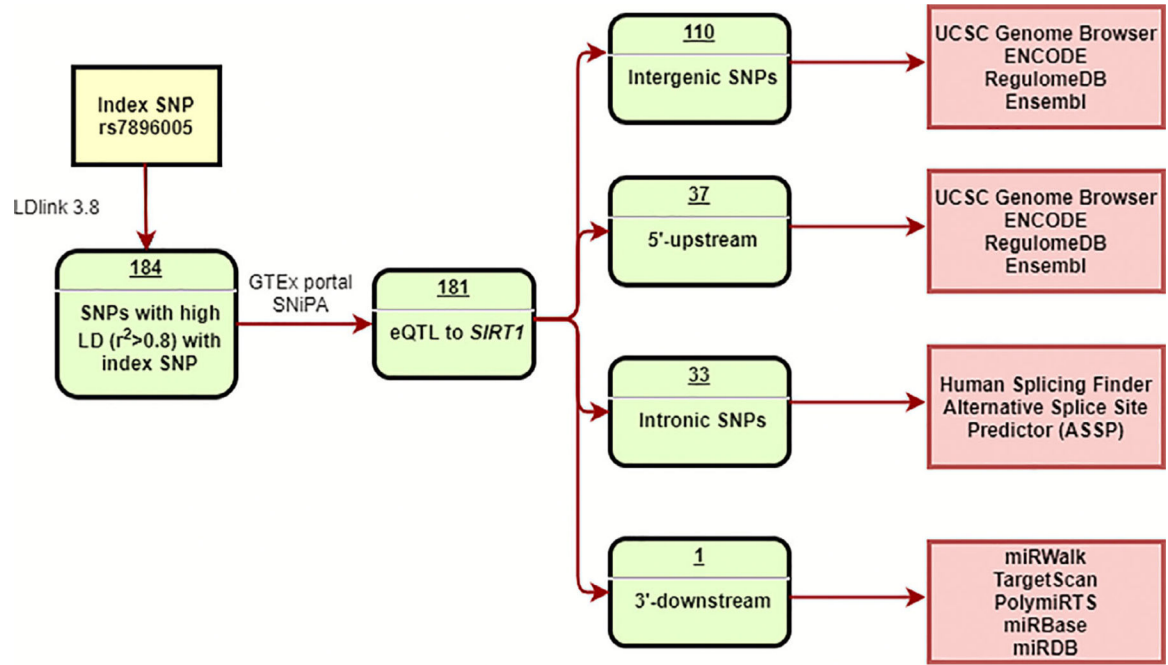 Index SNP
rs7896005
LDlink 3.8
184
SNPs with high
LD (r²>0.8) with
index SNP
GTEx portal
SNiPA
181
eQTL to SIRT1
110
Intergenic SNPs
UCSC Genome Browser
ENCODE
RegulomeDB
Ensembl
37
5'-upstream
UCSC Genome Browser
ENCODE
RegulomeDB
Ensembl
33
Intronic SNPs
Human Splicing Finder
Alternative Splice Site
Predictor (ASSP)
1
3'-downstream
miRWalk
TargetScan
PolymiRTS
miRBase
miRDB